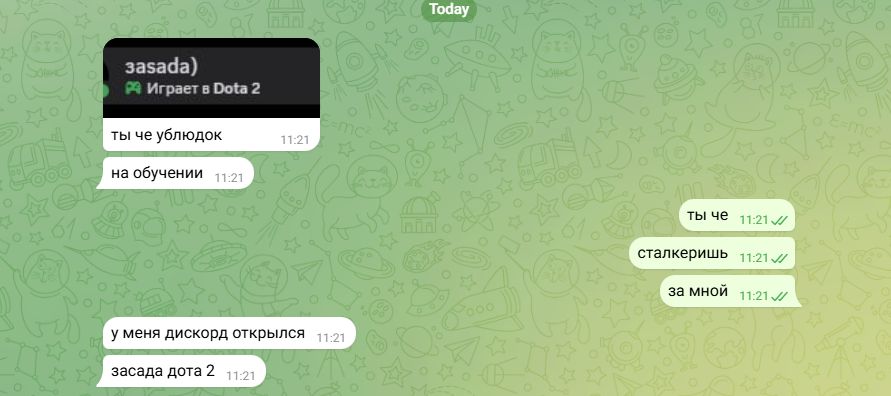 Today
заsada)
Играет в Dota 2
ты че ублюдок
11:21
на обучении 11:21
ты че 11:21
сталкеришь 11:21
за мной 11:21
у меня дискорд открылся 11:21
засада дота 2 11:21